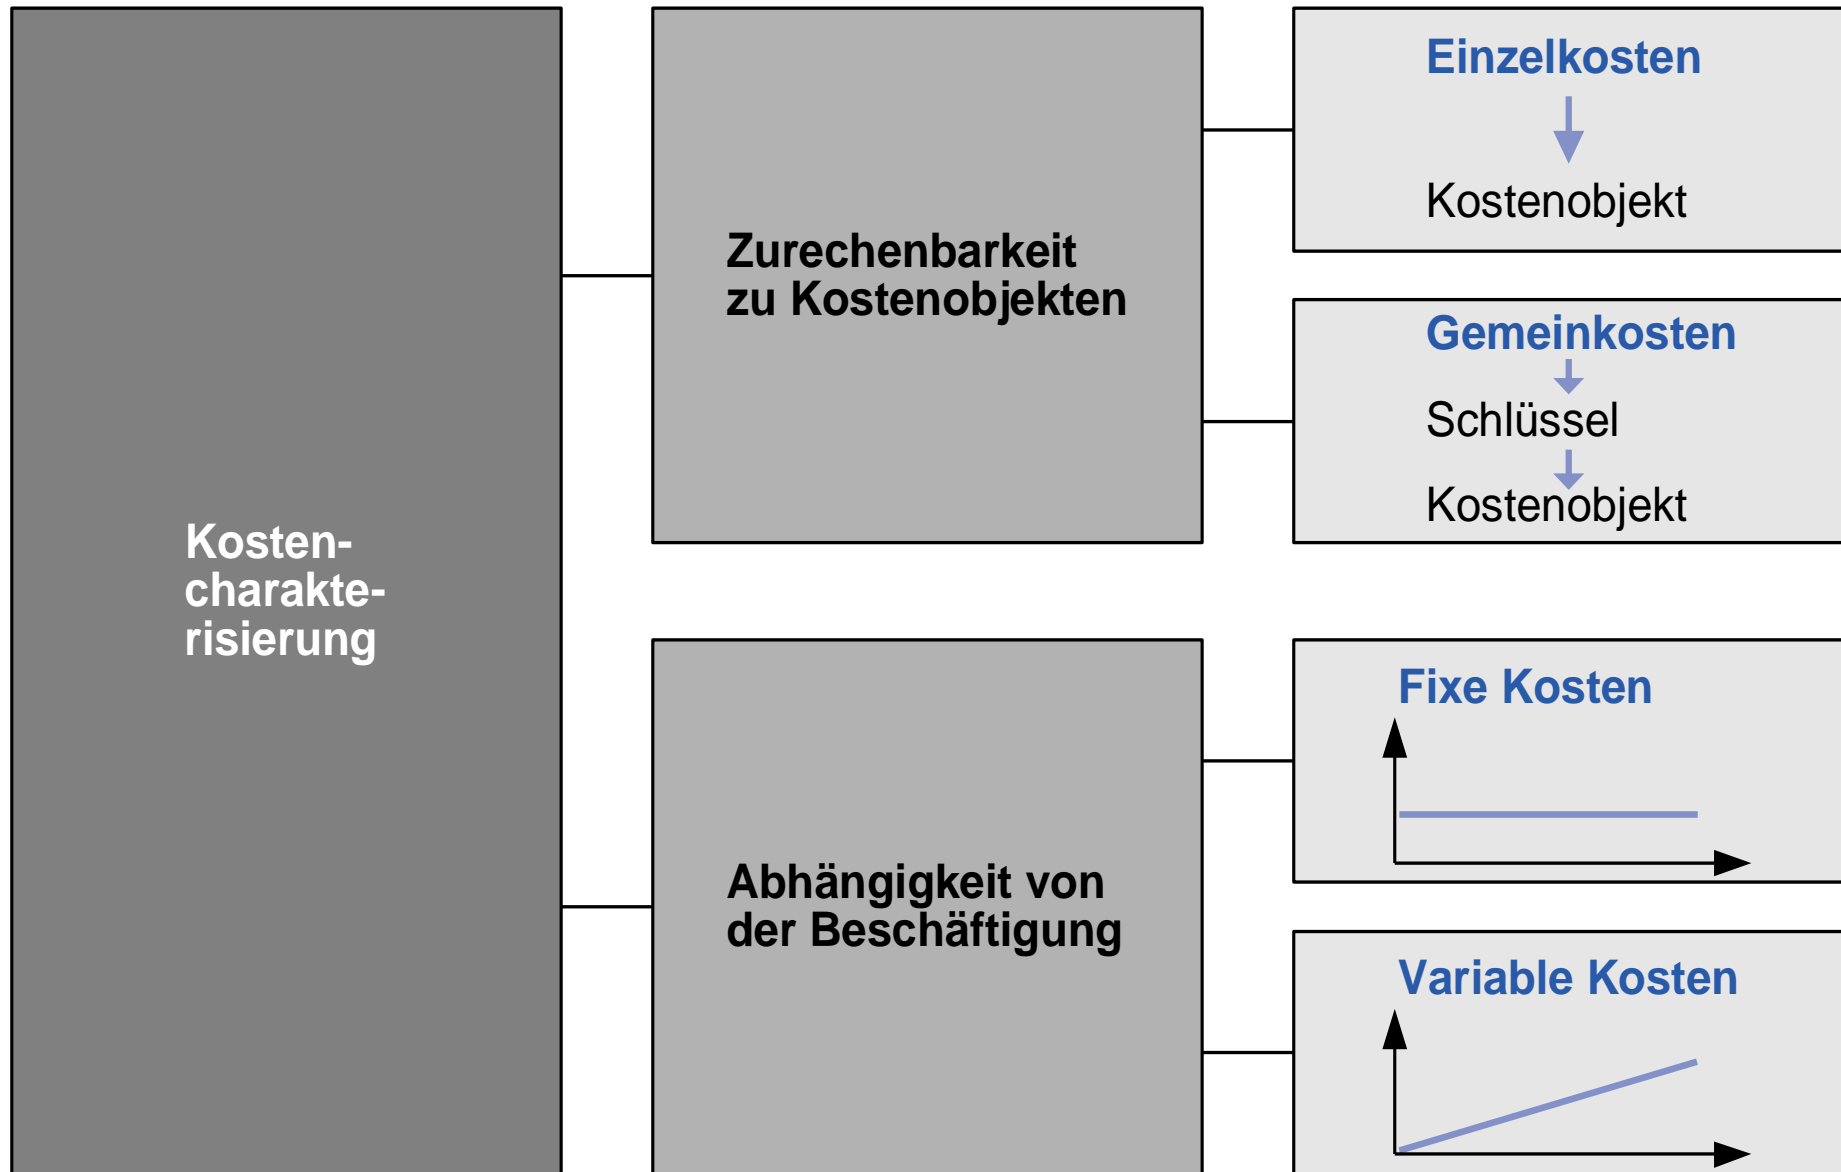 Kosten-
charakte-
risierung
Zurechenbarkeit
zu Kostenobjekten
Einzelkosten
Kostenobjekt
Gemeinkosten
Schlüssel
Kostenobjekt
Abhängigkeit von
der Beschäftigung
Fixe Kosten
Variable Kosten